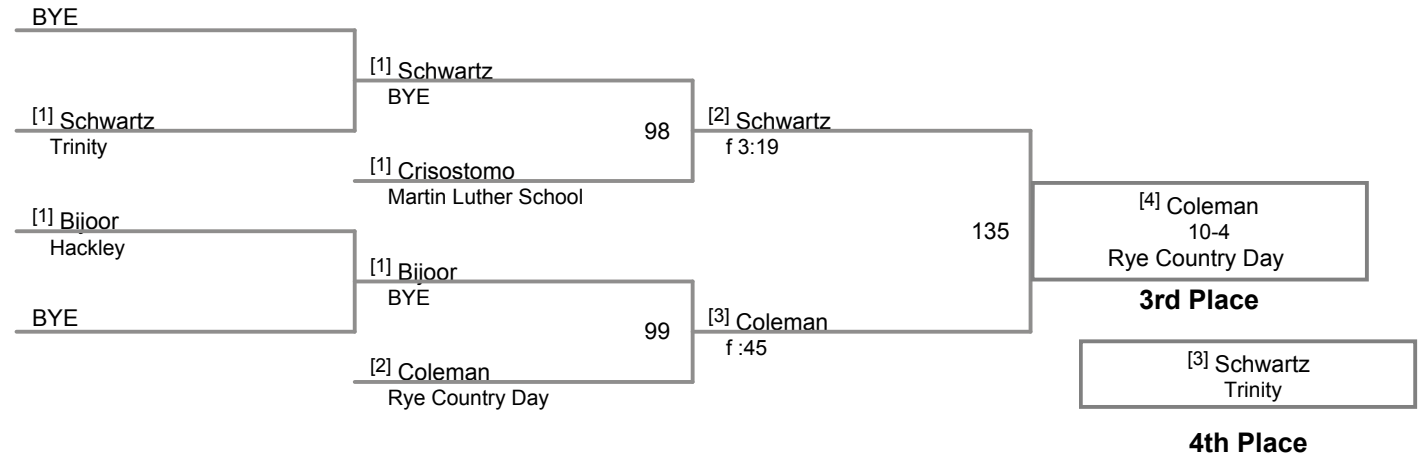 BYE
[1] Schwartz
Trinity
[1] Bijoor
Hackley
BYE
[1] Schwartz
BYE
98
[1] Crisostomo
Martin Luther School
[1] Bijoor
BYE
99
[2] Coleman
Rye Country Day
[2] Schwartz
f 3:19
135
[3] Coleman
f :45
[4] Coleman
10-4
Rye Country Day
3rd Place
[3] Schwartz
Trinity
4th Place